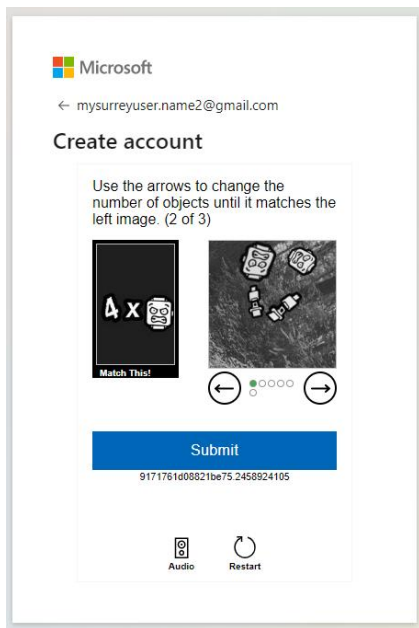 Microsoft
← mysurreyuser.name2@gmail.com
Create account
Use the arrows to change the
number of objects until it matches the
left image. (2 of 3)
4 x
Match This!
Submit
9171761d08821be75.2458924105
Audio
Restart